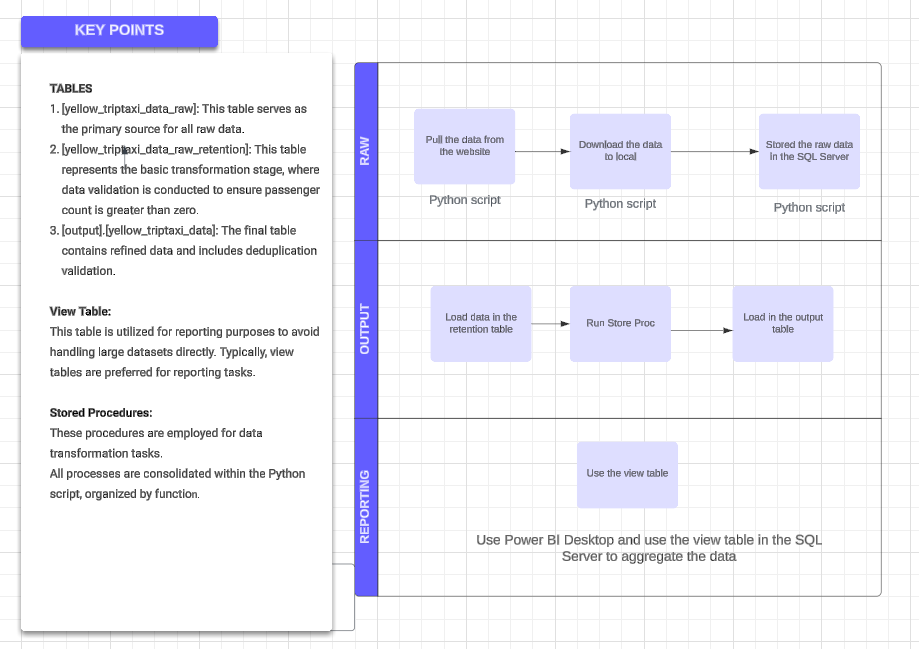 KEY POINTS
TABLES
1. [yellow_triptaxi_data_raw]: This table serves as
the primary source for all raw data.
2. [yellow_triptaxi_data_raw_retention]: This table
represents the basic transformation stage, where
data validation is conducted to ensure passenger
count is greater than zero.
3. [output].[yellow_triptaxi_data]: The final table
contains refined data and includes deduplication
validation.
View Table:
This table is utilized for reporting purposes to avoid
handling large datasets directly. Typically, view
tables are preferred for reporting tasks.
Stored Procedures:
These procedures are employed for data
transformation tasks.
All processes are consolidated within the Python
script, organized by function.
RAW
Pull the data from
the website
Python script
Download the data
to local
Python script
Stored the raw data
in the SQL Server
Python script
OUTPUT
Load data in the
retention table
Run Store Proc
Load in the output
table
REPORTING
Use the view table
Use Power BI Desktop and use the view table in the SQL
Server to aggregate the data